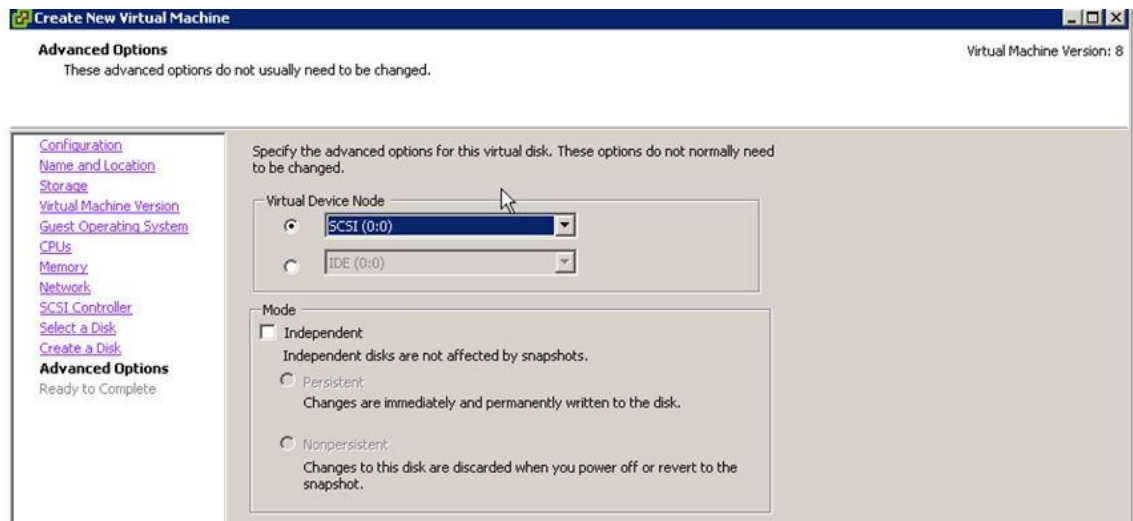 Create New Virtual Machine
Advanced Options
Virtual Machine Version: 8
These advanced options do not usually need to be changed.
Configuration
Name and Location
Storage
Virtual Machine Version
Guest Operating System
CPUs
Memory
Network
SCSI Controller
Select a Disk
Create a Disk
Advanced Options
Ready to Complete
Specify the advanced options for this virtual disk. These options do not normally need
to be changed.
Virtual Device Node
SCSI (0:0)
IDE (0:0)
Mode
Independent
Independent disks are not affected by snapshots.
Persistent
Changes are immediately and permanently written to the disk.
Nonpersistent
Changes to this disk are discarded when you power off or revert to the
snapshot.